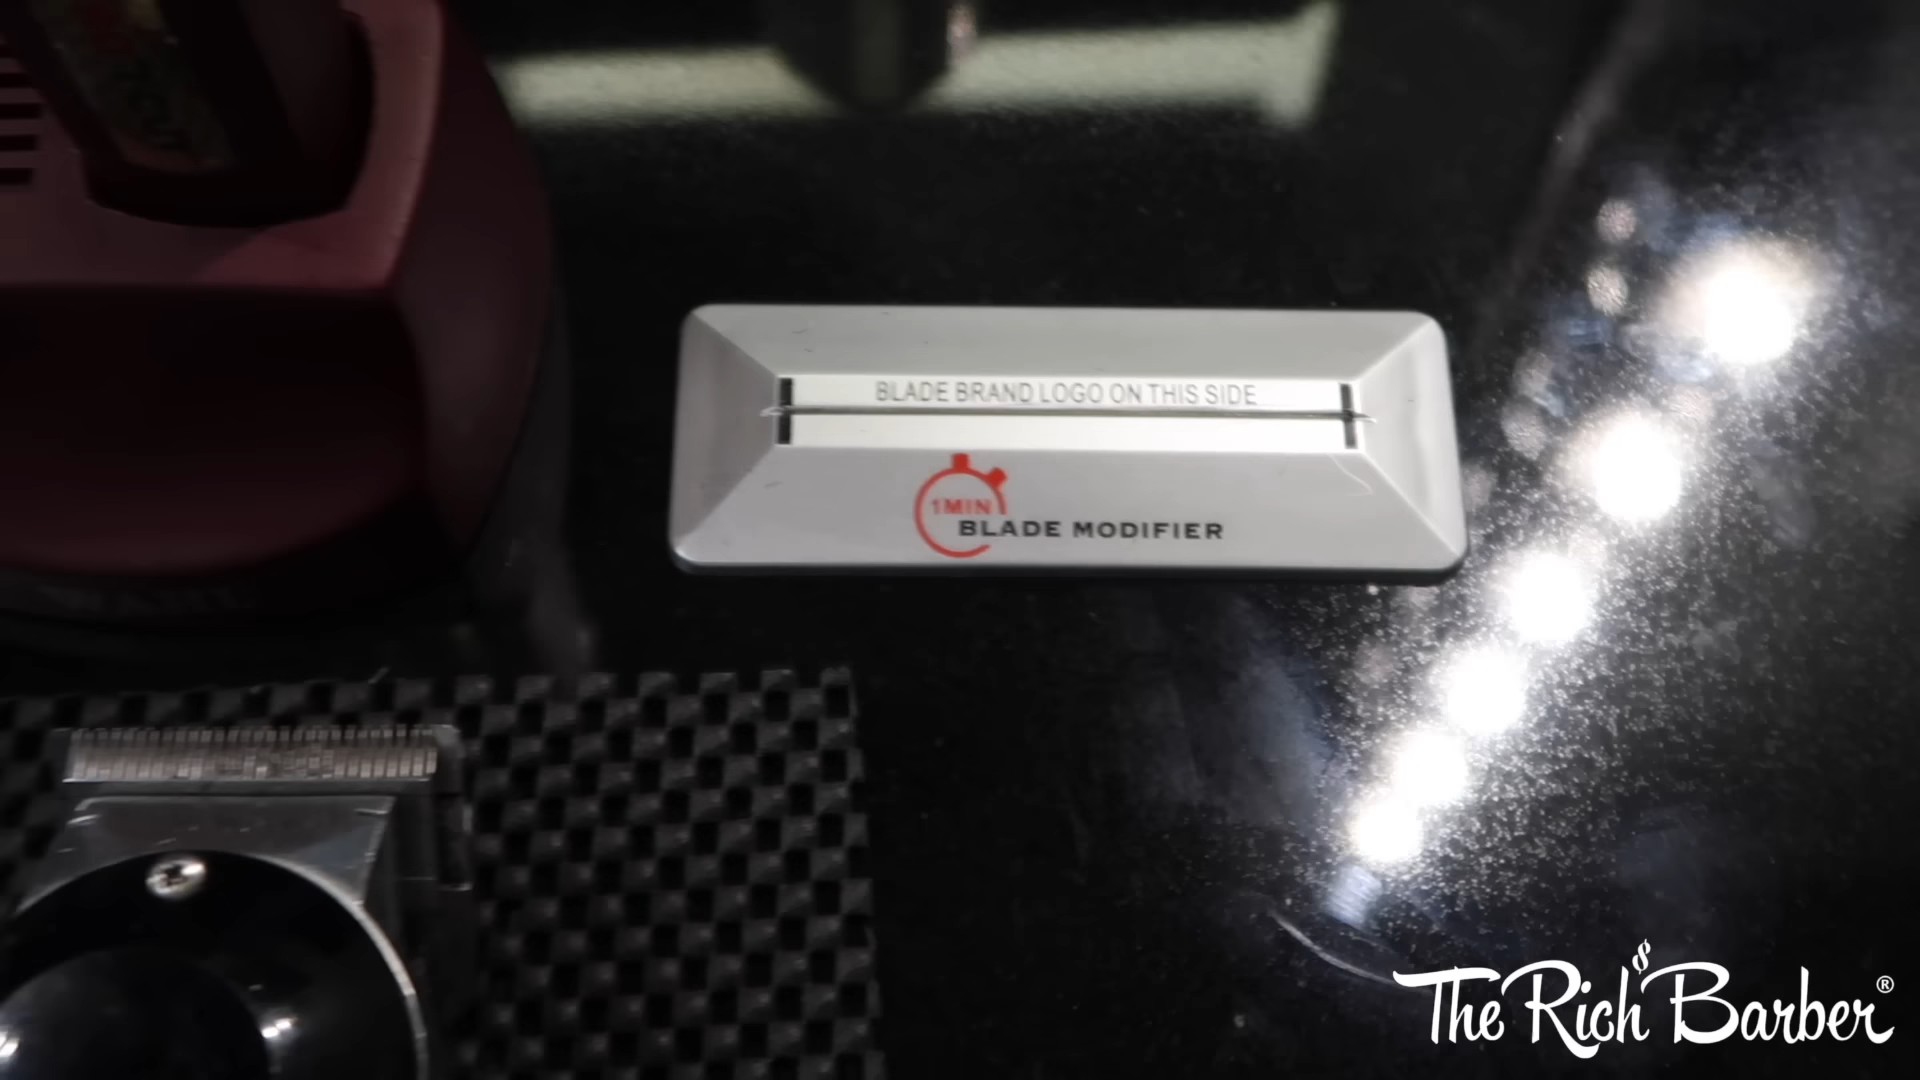 BLADE BRAND LOGO ON THIS SIDE
1MIN
BLADE MODIFIER
The Rich Barber®